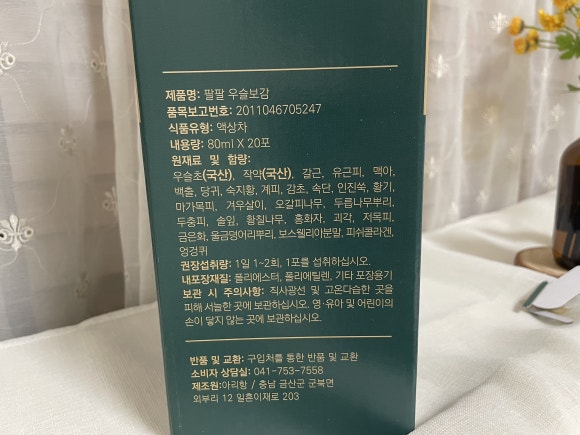 제품명: 팔팔 우슬보감
품목보고번호: 2011046705247
식품유형: 액상차
내용량: 80ml X 20포
원재료 및 함량:
우슬초(국산), 작약(국산), 갈근, 유근피, 맥아,
백출, 당귀, 숙지황, 계피, 감초, 속단, 인진쑥, 황기,
마가목피, 겨우살이, 오갈피나무, 두릅나무뿌리,
두충피, 솔잎, 황칠나무, 홍화자, 괴각, 저목피,
금은화, 울금덩어리뿌리, 보스웰리아분말, 피쉬콜라겐,
엉겅퀴
권장섭취량: 1일 1~2회, 1포를 섭취하십시오.
내포장재질: 폴리에스터, 폴리에틸렌, 기타 포장용기
보관 시 주의사항: 직사광선 및 고온다습한 곳을
피해 서늘한 곳에 보관하십시오. 영·유아 및 어린이의
손이 닿지 않는 곳에 보관하십시오.
반품 및 교환: 구입처를 통한 반품 및 교환
소비자 상담실: 041-753-7558
제조원:아리항 / 충남 금산군 군북면
외부리 12 일흔이재로 203